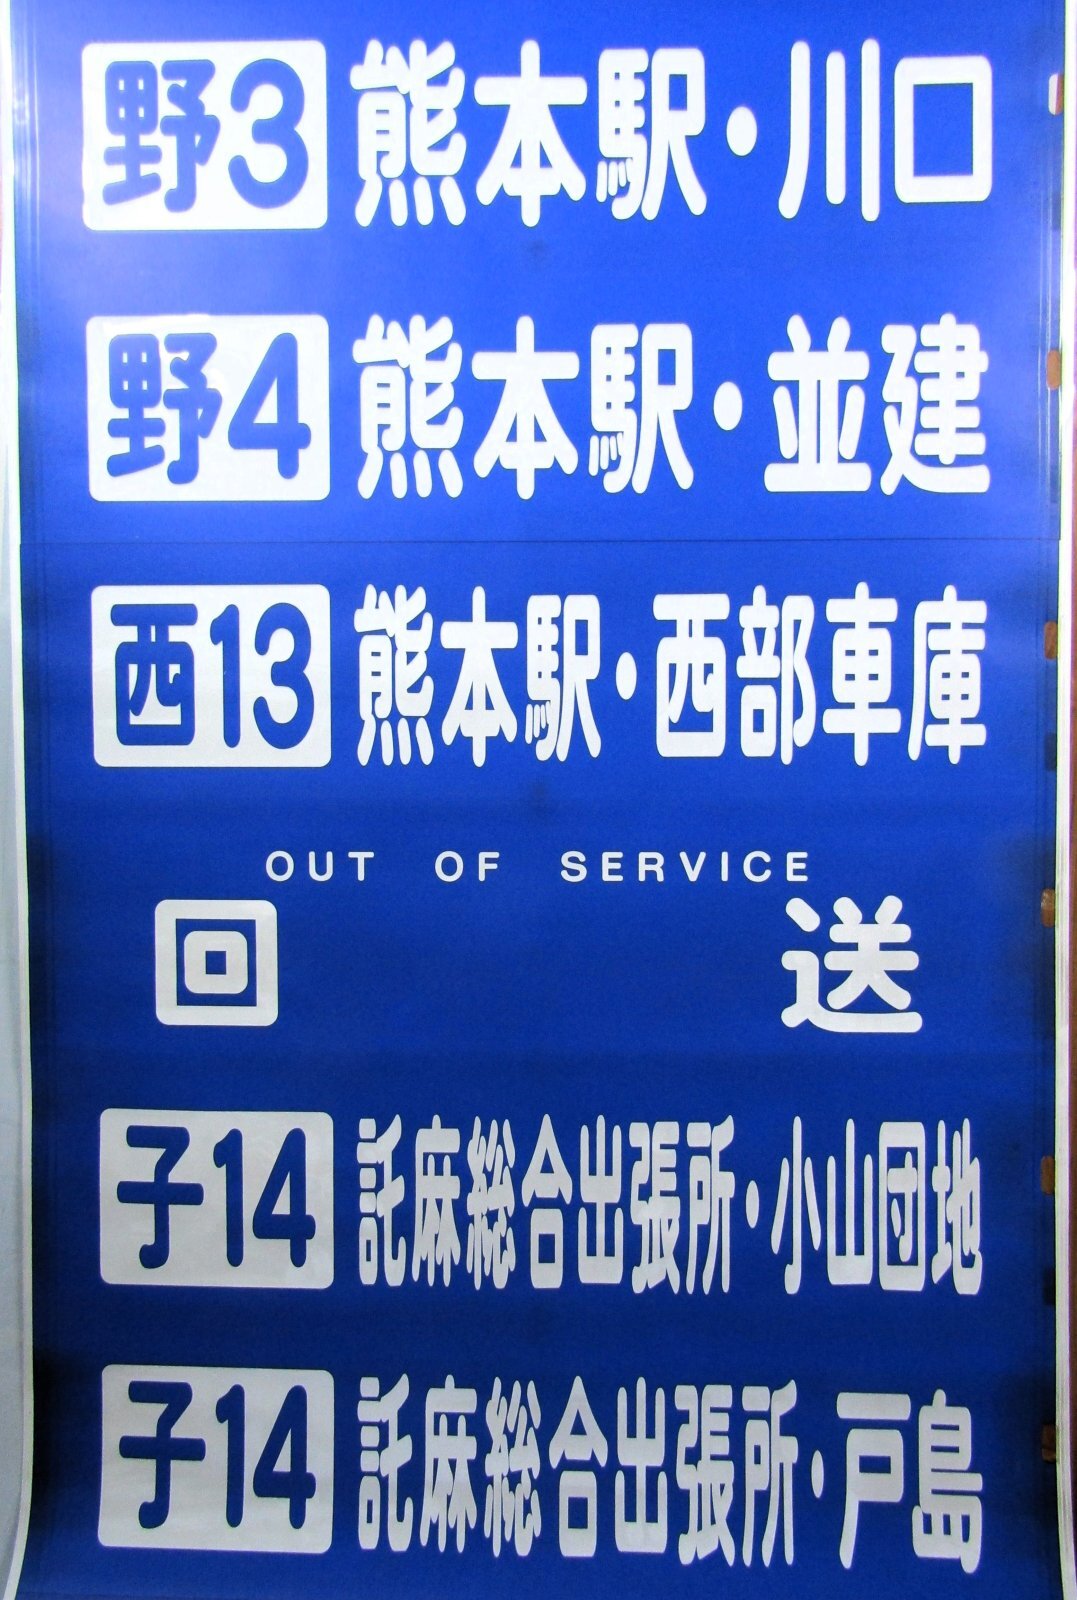 野3 熊本駅・川口
野4 熊本駅・並建
西13 熊本駅・西部車庫
OUT OF SERVICE
回送
子14 託麻総合出張所・小山団地
子14 託麻総合出張所・戸島